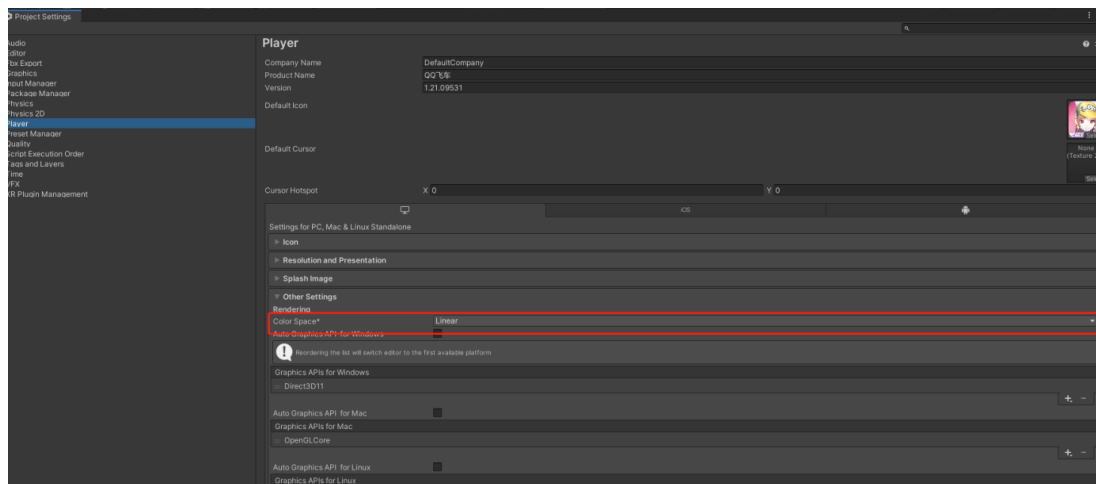 Project Settings
Audio
Editor
Fbx Export
Graphics
Input Manager
Package Manager
Physics
Physics 2D
Player
Preset Manager
Quality
Script Execution Order
Tags and Layers
Time
VFX
XR Plugin Management
Player
Company Name DefaultCompany
Product Name QQ飞车
Version 1.21.09531
Default Icon
Default Cursor
None
(Texture
Cursor Hotspot X 0 Y 0
iOS
Settings for PC, Mac & Linux Standalone
Icon
Resolution and Presentation
Splash Image
Other Settings
Rendering
Color Space* Linear
Auto Graphics API for Windows
Reordering the list will switch editor to the first available platform
Graphics APIs for Windows
Direct3D11
Auto Graphics API for Mac
Graphics APIs for Mac
OpenGLCore
Auto Graphics API for Linux
Graphics APIs for Linux